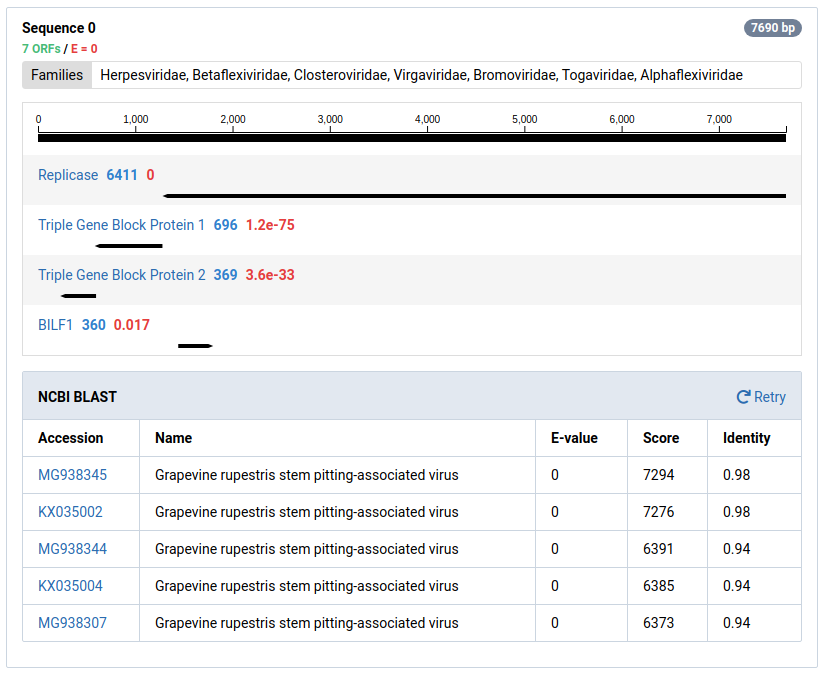 Sequence 0 7690 bp
7 ORFs / E = 0
Families Herpesviridae, Betaflexiviridae, Closteroviridae, Virgaviridae, Bromoviridae, Togaviridae, Alphaflexiviridae
0 1,000 2,000 3,000 4,000 5,000 6,000 7,000
Replicase 6411 0
Triple Gene Block Protein 1 696 1.2e-75
Triple Gene Block Protein 2 369 3.6e-33
BILF1 360 0.017
NCBI BLAST Retry
Accession Name E-value Score Identity
MG938345 Grapevine rupestris stem pitting-associated virus 0 7294 0.98
KX035002 Grapevine rupestris stem pitting-associated virus 0 7276 0.98
MG938344 Grapevine rupestris stem pitting-associated virus 0 6391 0.94
KX035004 Grapevine rupestris stem pitting-associated virus 0 6385 0.94
MG938307 Grapevine rupestris stem pitting-associated virus 0 6373 0.94